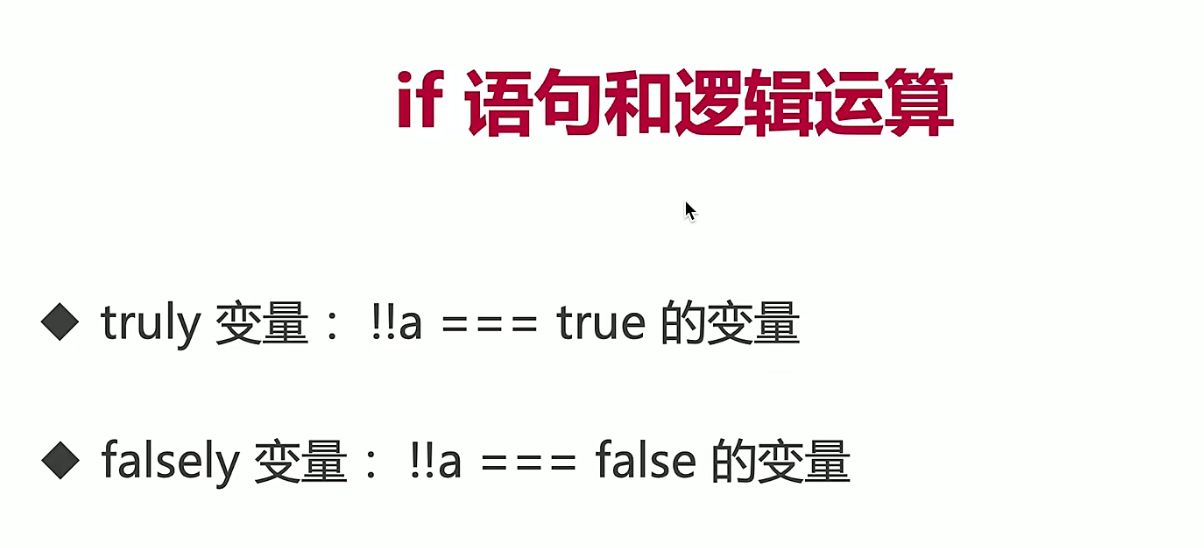 if 语句和逻辑运算
◆ truly 变量： !!a === true 的变量
◆ falsely 变量： !!a === false 的变量